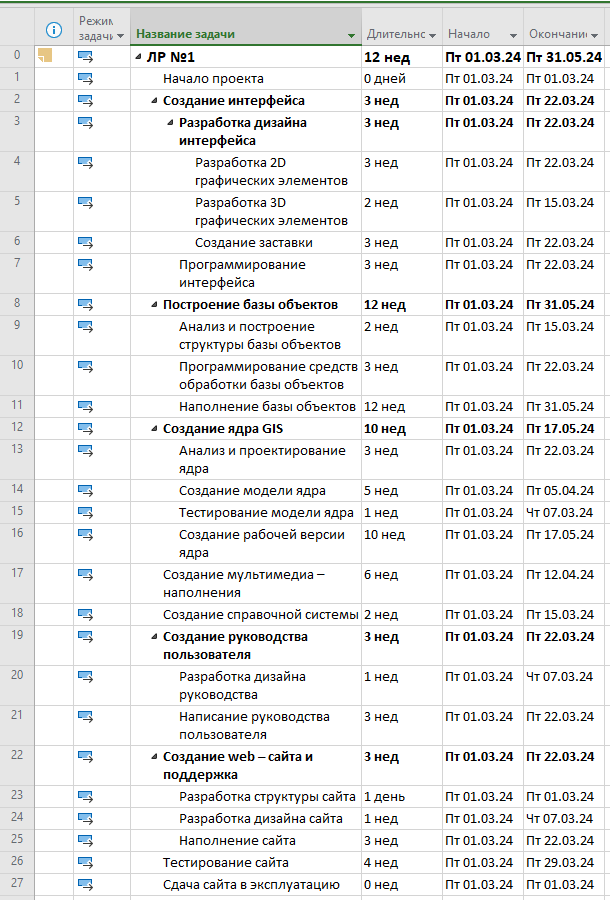 Режим задачи Название задачи Длительнс Начало Окончани
0 ЛР №1 12 нед Пт 01.03.24 Пт 31.05.24
1 Начало проекта 0 дней Пт 01.03.24 Пт 01.03.24
2 Создание интерфейса 3 нед Пт 01.03.24 Пт 22.03.24
3 Разработка дизайна 3 нед Пт 01.03.24 Пт 22.03.24
интерфейса
4 Разработка 2D 3 нед Пт 01.03.24 Пт 22.03.24
графических элементов
5 Разработка 3D 2 нед Пт 01.03.24 Пт 15.03.24
графических элементов
6 Создание заставки 3 нед Пт 01.03.24 Пт 22.03.24
7 Программирование 3 нед Пт 01.03.24 Пт 22.03.24
интерфейса
8 Построение базы объектов 12 нед Пт 01.03.24 Пт 31.05.24
9 Анализ и построение 2 нед Пт 01.03.24 Пт 15.03.24
структуры базы объектов
10 Программирование средств 3 нед Пт 01.03.24 Пт 22.03.24
обработки базы объектов
11 Наполнение базы объектов 12 нед Пт 01.03.24 Пт 31.05.24
12 Создание ядра GIS 10 нед Пт 01.03.24 Пт 17.05.24
13 Анализ и проектирование 3 нед Пт 01.03.24 Пт 22.03.24
ядра
14 Создание модели ядра 5 нед Пт 01.03.24 Пт 05.04.24
15 Тестирование модели ядра 1 нед Пт 01.03.24 Чт 07.03.24
16 Создание рабочей версии 10 нед Пт 01.03.24 Пт 17.05.24
ядра
17 Создание мультимедиа – 6 нед Пт 01.03.24 Пт 12.04.24
наполнения
18 Создание справочной системы 2 нед Пт 01.03.24 Пт 15.03.24
19 Создание руководства 3 нед Пт 01.03.24 Пт 22.03.24
пользователя
20 Разработка дизайна 1 нед Пт 01.03.24 Чт 07.03.24
руководства
21 Написание руководства 3 нед Пт 01.03.24 Пт 22.03.24
пользователя
22 Создание web – сайта и 3 нед Пт 01.03.24 Пт 22.03.24
поддержка
23 Разработка структуры сайта 1 день Пт 01.03.24 Пт 01.03.24
24 Разработка дизайна сайта 1 нед Пт 01.03.24 Чт 07.03.24
25 Наполнение сайта 3 нед Пт 01.03.24 Пт 22.03.24
26 Тестирование сайта 4 нед Пт 01.03.24 Пт 29.03.24
27 Сдача сайта в эксплуатацию 0 нед Пт 01.03.24 Пт 01.03.24